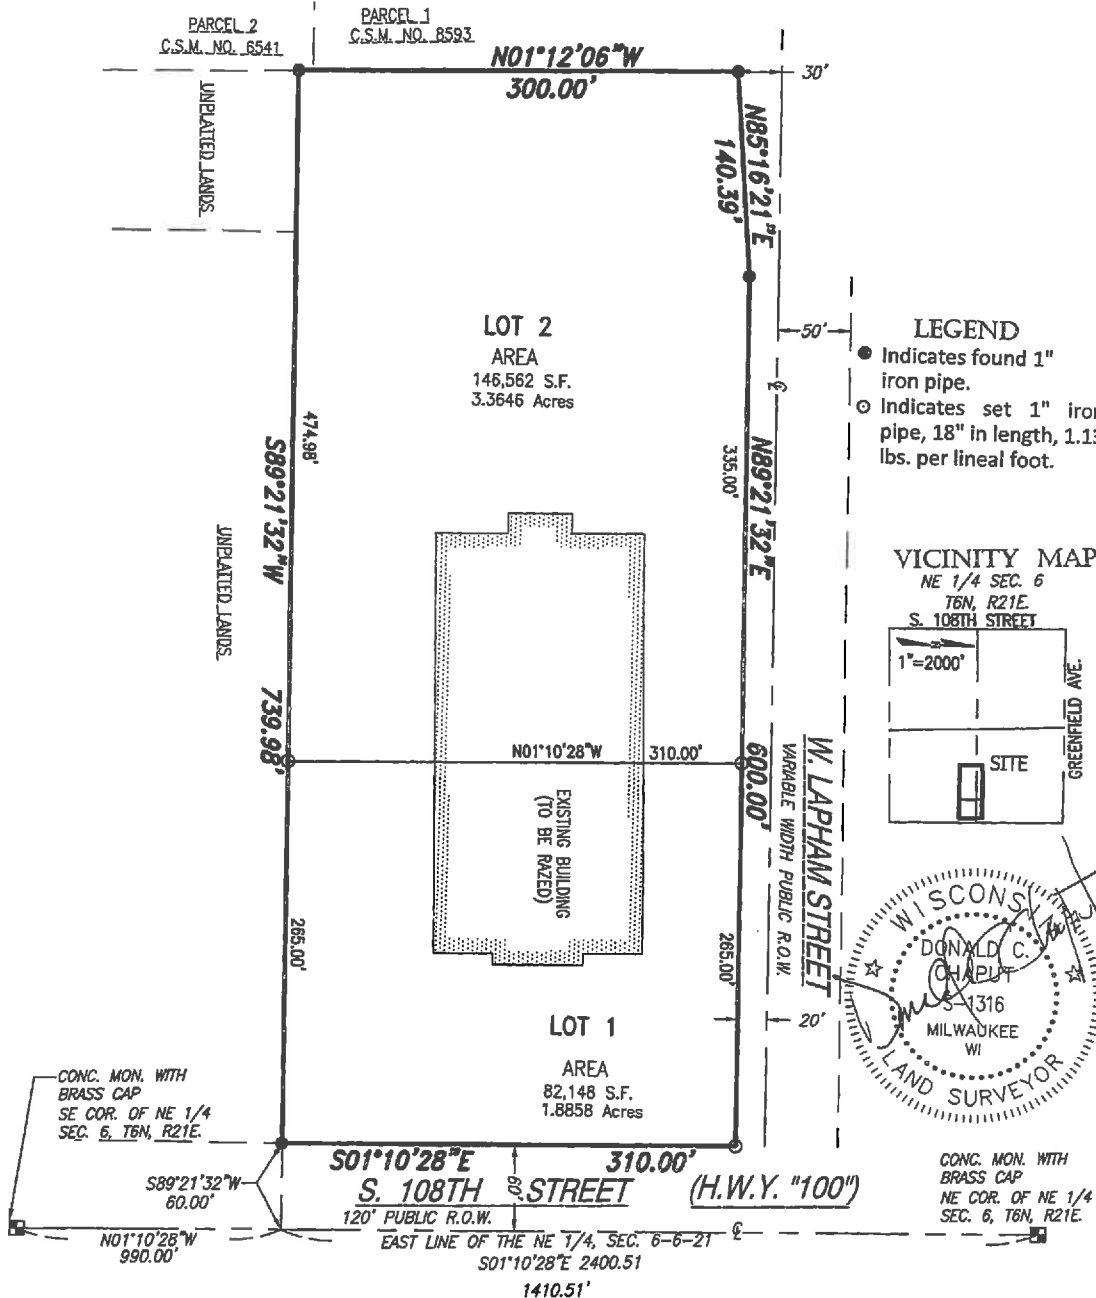 PARCEL 2
C.S.M. NO. 6541
PARCEL 1
C.S.M. NO. 8593
N01°12'06"W
300.00'
30'
UNPLATTED LANDS
N85°16'21"E
140.39'
LOT 2
AREA
146,562 S.F.
3.3646 Acres
50'
LEGEND
Indicates found 1"
iron pipe.
Indicates set 1" iron
pipe, 18" in length, 1.13
lbs. per lineal foot.
474.98'
S89°21'32"W
739.98'
335.00'
N89°21'32"E
600.00'
UNPLATTED LANDS
VICINITY MAP
NE 1/4 SEC. 6
T6N, R21E.
S. 108TH STREET
1"=2000'
GREENFIELD AVE.
SITE
N01°10'28"W
310.00'
EXISTING BUILDING
(TO BE RAZED)
W. LAPHAM STREET
VARIABLE WIDTH PUBLIC R.O.W.
265.00'
265.00'
20'
WISCONSIN
DONALD C.
CHAPUT
S-1316
MILWAUKEE
WI
LAND SURVEYOR
LOT 1
AREA
82,148 S.F.
1.8858 Acres
CONC. MON. WITH
BRASS CAP
SE COR. OF NE 1/4
SEC. 6, T6N, R21E.
S89°21'32"W
60.00'
S01°10'28"E
310.00'
60'
S. 108TH STREET
(H.W.Y. "100")
120' PUBLIC R.O.W.
CONC. MON. WITH
BRASS CAP
NE COR. OF NE 1/4
SEC. 6, T6N, R21E.
N01°10'28"W
990.00'
EAST LINE OF THE NE 1/4, SEC. 6-6-21
S01°10'28"E 2400.51
1410.51'